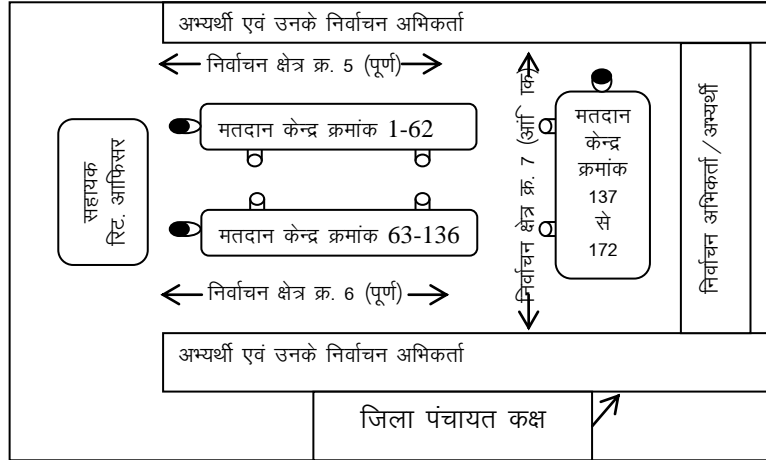 अभ्यर्थी एवं उनके निर्वाचन अभिकर्ता
निर्वाचन क्षेत्र क्र. 5 (पूर्ण)
मतदान केन्द्र क्रमांक 1-62
सहायक
रिट. आफिसर
मतदान केन्द्र क्रमांक 63-136
निर्वाचन क्षेत्र क्र. 6 (पूर्ण)
निर्वाचन क्षेत्र क्र. 7
मतदान
केन्द्र
क्रमांक
137
से
172
निर्वाचन अभिकर्ता/अभ्यर्थी
अभ्यर्थी एवं उनके निर्वाचन अभिकर्ता
जिला पंचायत कक्ष